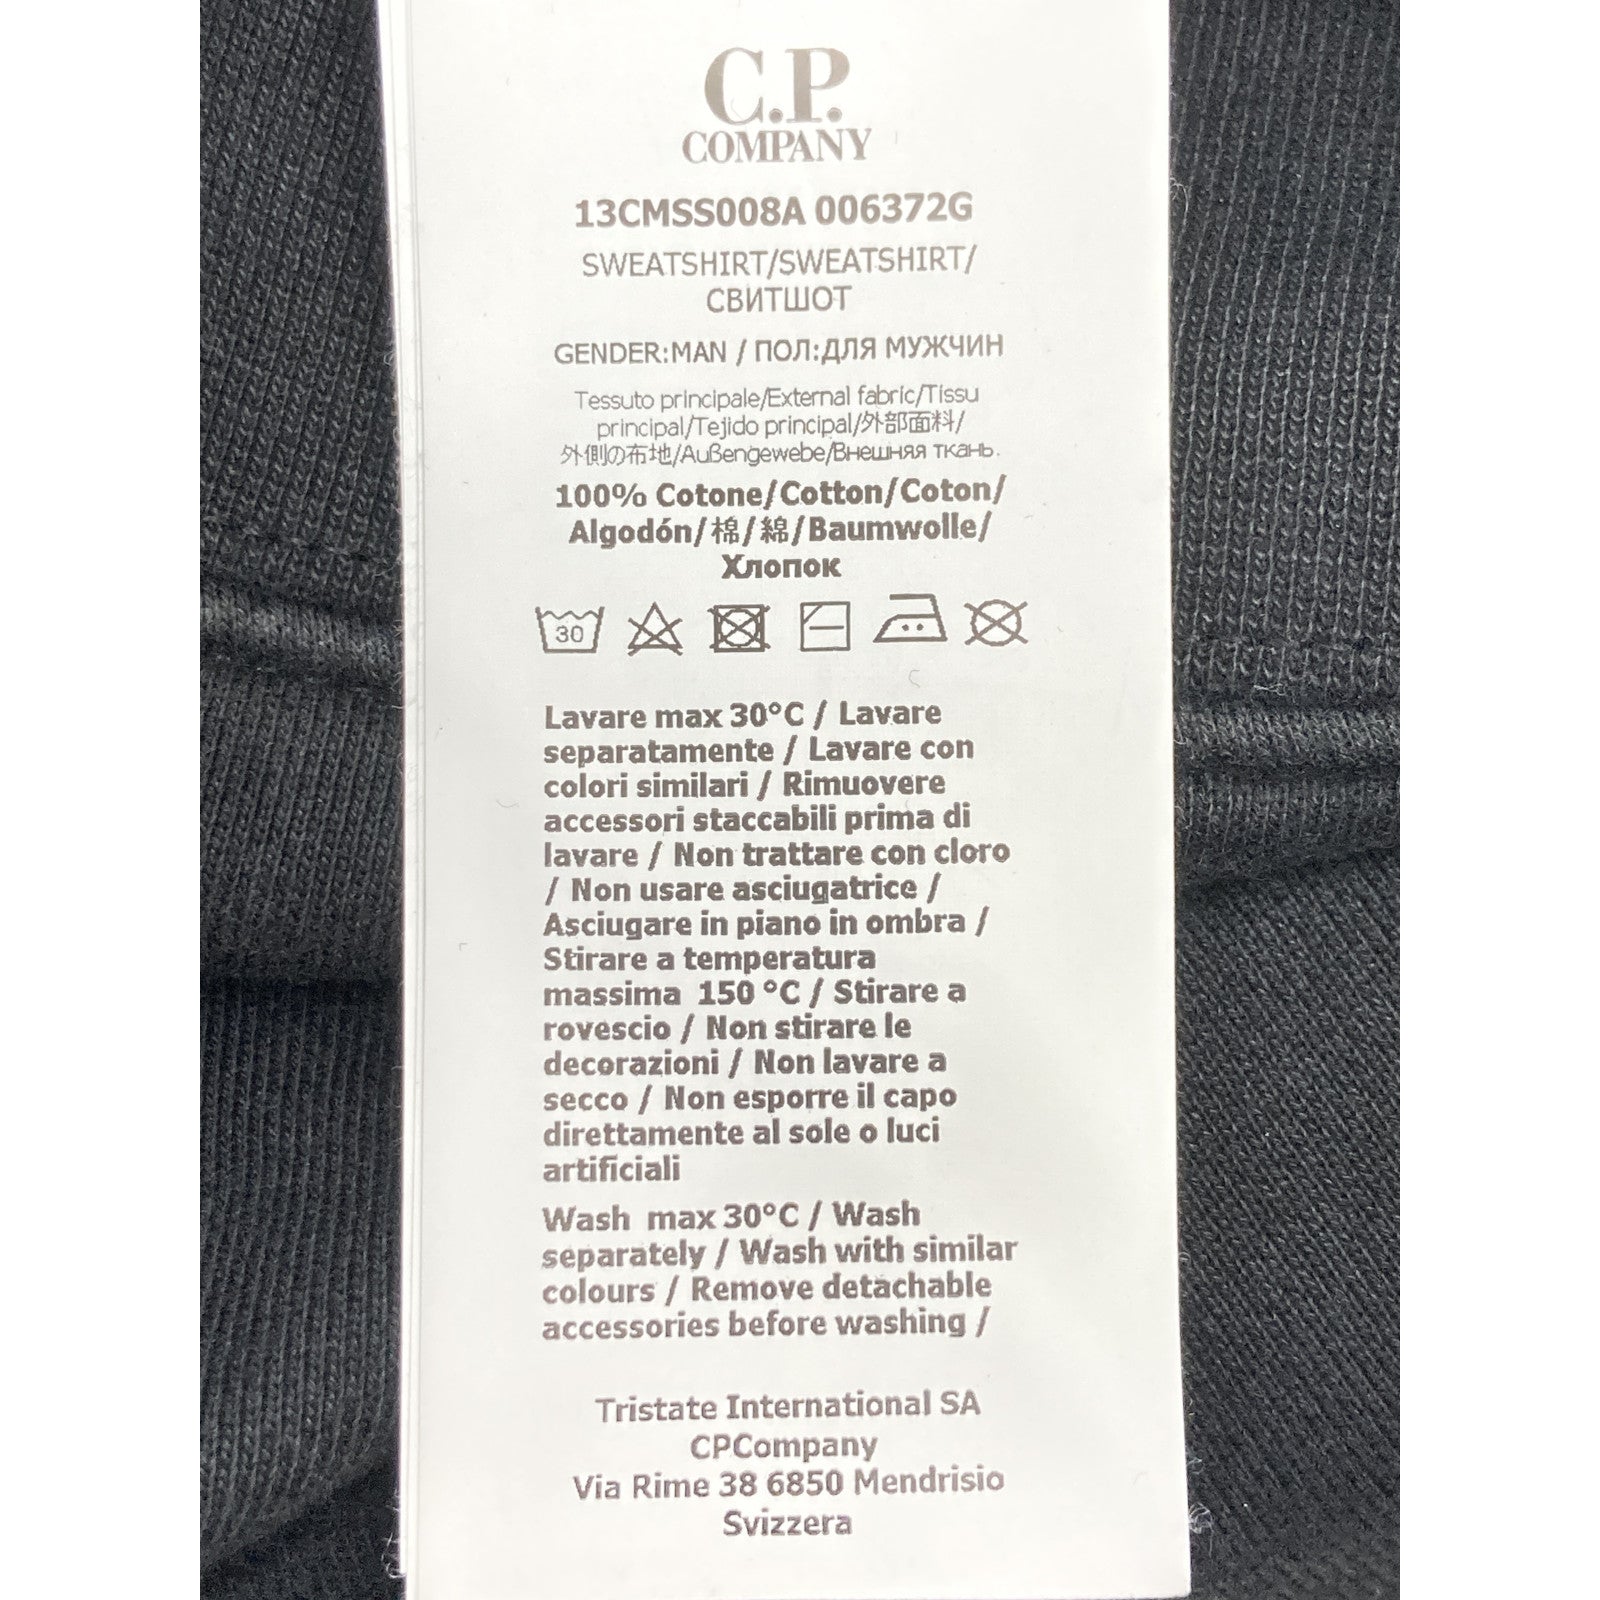 C.P.
COMPANY
13CMSS008A 006372G
SWEATSHIRT/SWEATSHIRT/
СВИТШОТ
GENDER:MAN / ПОЛ:ДЛЯ МУЖЧИН
Tessuto principale/External fabric/Tissu
principal/Tejido principal/外部面料/
外側の布地/Außengewebe/Внешняя ткань.
100% Cotone/Cotton/Coton/
Algodón/棉/綿/Baumwolle/
Хлопок
30
Lavare max 30°C / Lavare
separatamente / Lavare con
colori similari / Rimuovere
accessori staccabili prima di
lavare / Non trattare con cloro
/ Non usare asciugatrice /
Asciugare in piano in ombra /
Stirare a temperatura
massima 150 °C / Stirare a
rovescio / Non stirare le
decorazioni / Non lavare a
secco / Non esporre il capo
direttamente al sole o luci
artificiali
Wash max 30°C / Wash
separately / Wash with similar
colours / Remove detachable
accessories before washing /
Tristate International SA
CPCompany
Via Rime 38 6850 Mendrisio
Svizzera